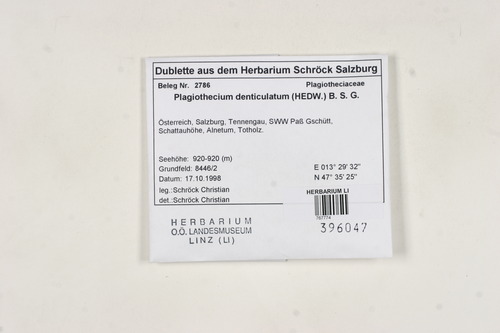 Dublette aus dem Herbarium Schröck Salzburg
Beleg Nr. 2786 Plagiotheciaceae
Plagiothecium denticulatum (HEDW.) B. S. G.
Österreich, Salzburg, Tennengau, SWW Paß Gschütt,
Schattauhöhe, Alnetum, Totholz.
Seehöhe: 920-920 (m) E 013° 29' 32"
Grundfeld: 8446/2 N 47° 35' 25"
Datum: 17.10.1998
leg.:Schröck Christian
det.:Schröck Christian
HERBARIUM LI
787774
HERBARIUM
O.Ö. LANDESMUSEUM
LINZ (LI)
396047